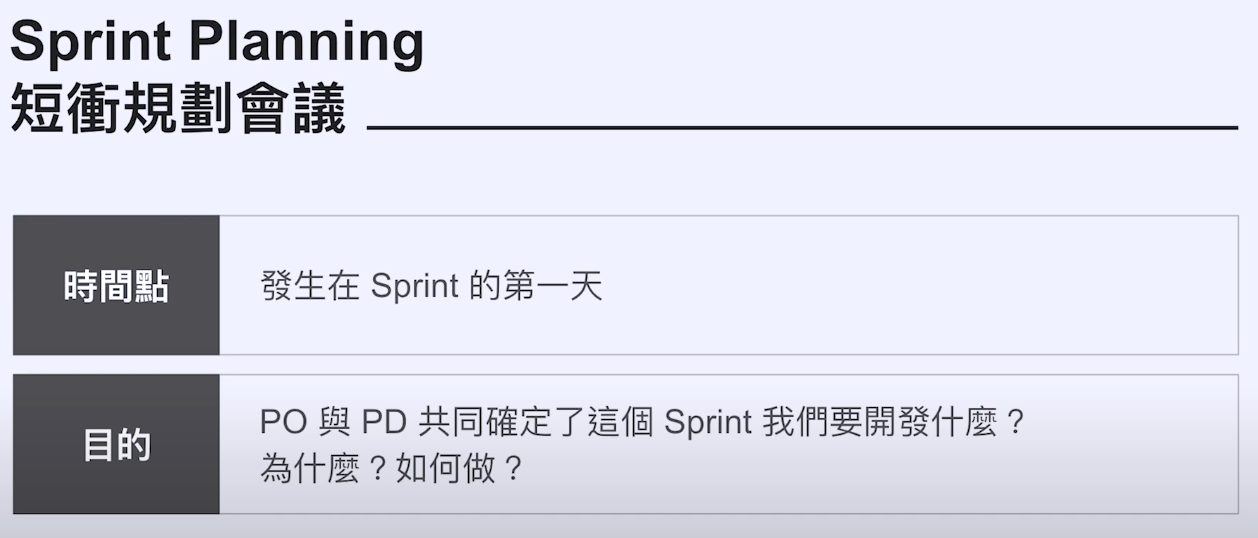 Sprint Planning
短衝規劃會議
時間點
發生在 Sprint 的第一天
目的
PO 與 PD 共同確定了這個 Sprint 我們要開發什麼？
為什麼？如何做？